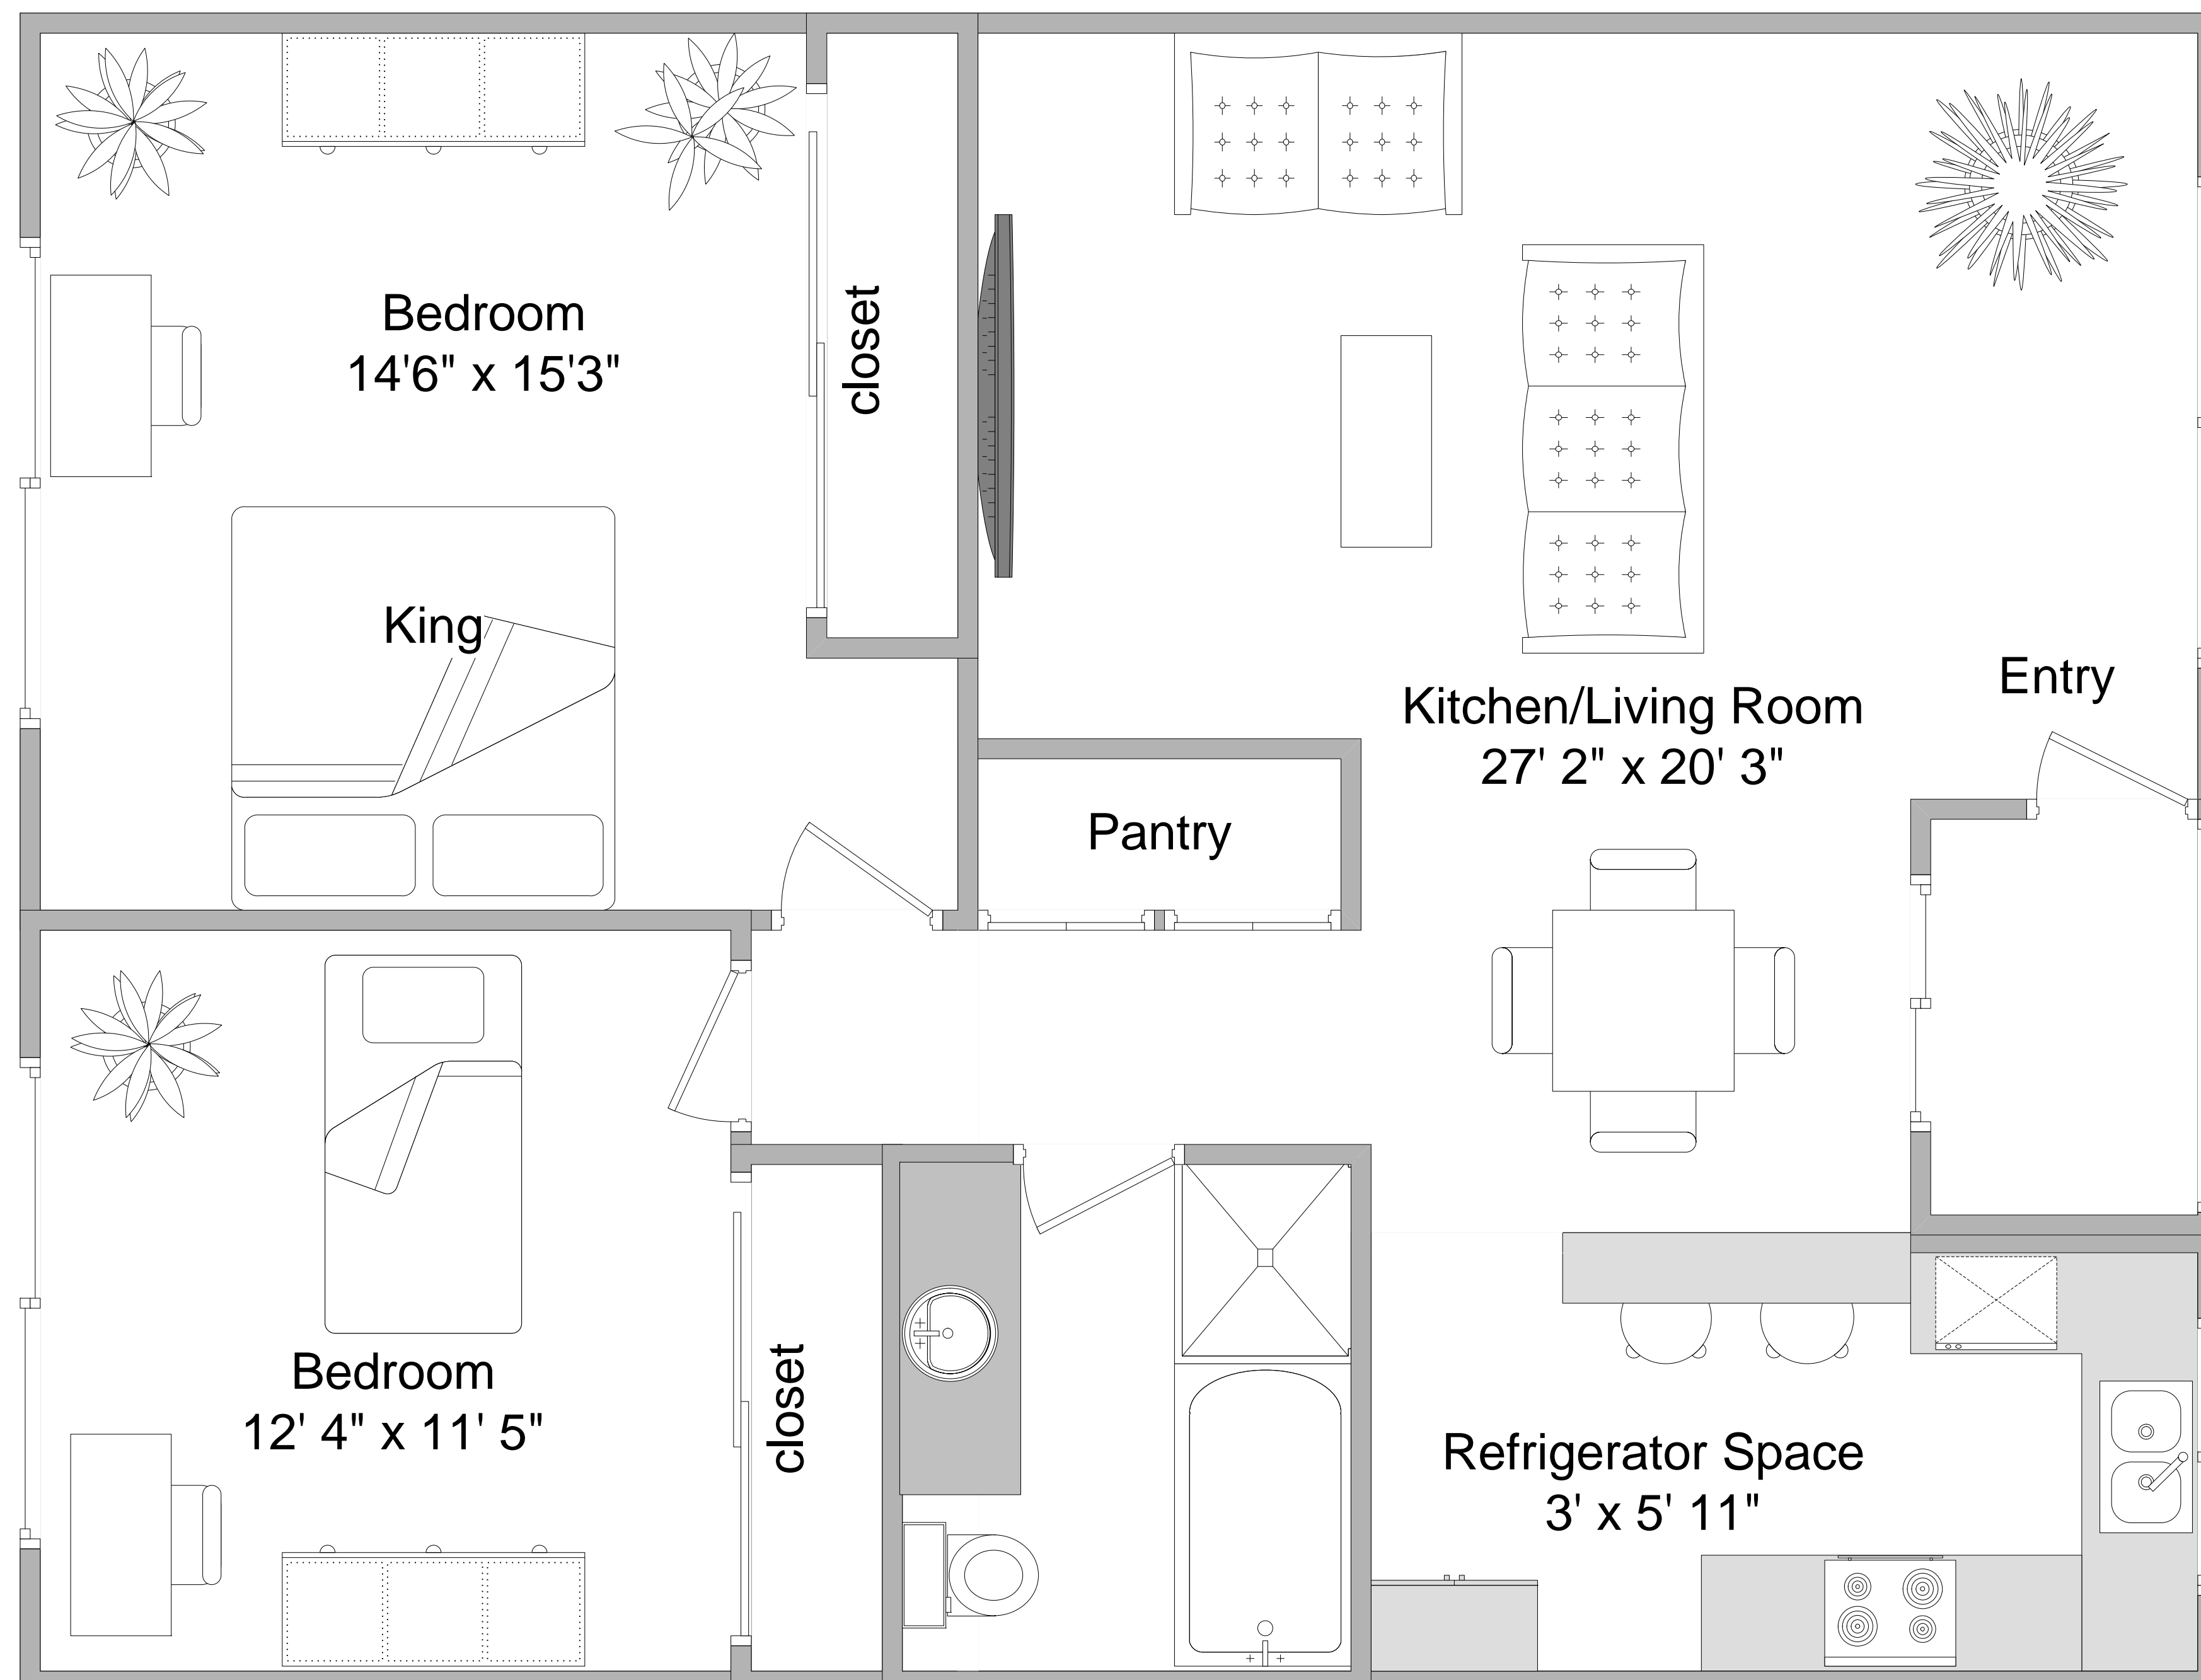 Bedroom
14'6" x 15'3"
closet
King
Kitchen/Living Room
27' 2" x 20' 3"
Entry
Pantry
Bedroom
12' 4" x 11' 5"
closet
Refrigerator Space
3' x 5' 11"